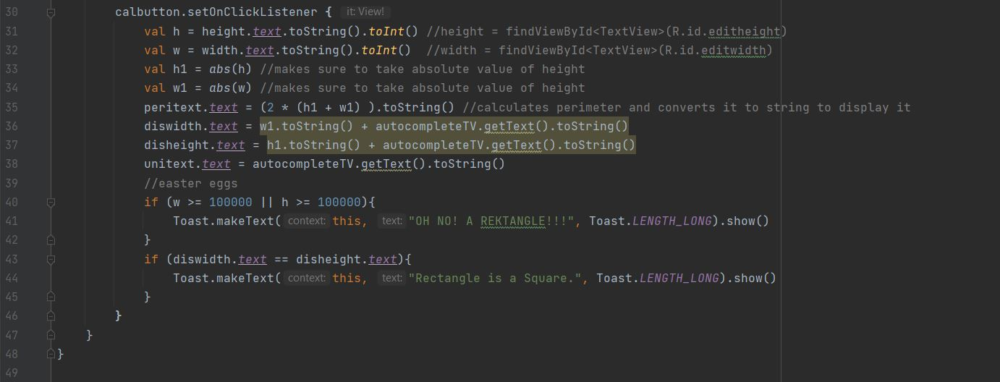 30 calbutton.setOnClickListener { it: View!
31 val h = height.text.toString().toInt() //height = findViewById<TextView>(R.id.editheight)
32 val w = width.text.toString().toInt()  //width = findViewById<TextView>(R.id.editwidth)
33 val h1 = abs(h) //makes sure to take absolute value of height
34 val w1 = abs(w) //makes sure to take absolute value of height
35 peritext.text = (2 * (h1 + w1) ).toString() //calculates perimeter and converts it to string to display it
36 diswidth.text = w1.toString() + autocompleteTV.getText().toString()
37 disheight.text = h1.toString() + autocompleteTV.getText().toString()
38 unitext.text = autocompleteTV.getText().toString()
39 //easter eggs
40 if (w >= 100000 || h >= 100000){
41 Toast.makeText( context: this, text: "OH NO! A REKTANGLE!!!", Toast.LENGTH_LONG).show()
42 }
43 if (diswidth.text == disheight.text){
44 Toast.makeText( context: this, text: "Rectangle is a Square.", Toast.LENGTH_LONG).show()
45 }
46 }
47 }
48 }
49